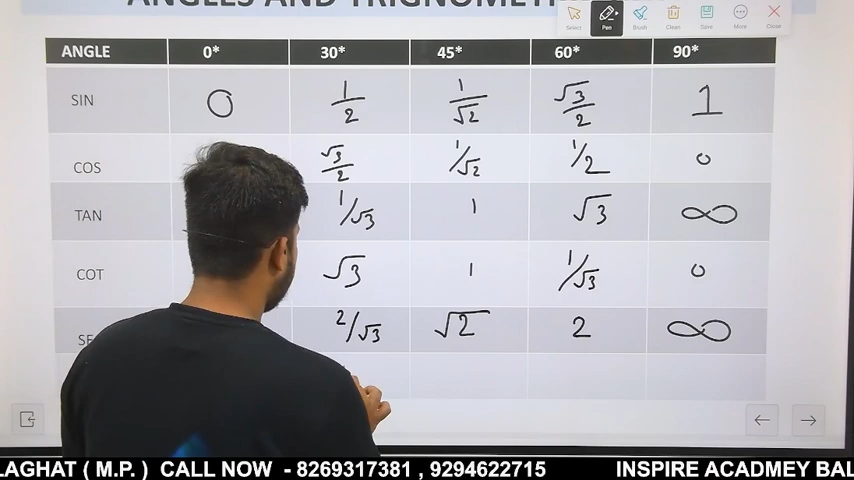 ANGLES AND TRIGNOMET
Select Pen Brush Clean Save More Close
ANGLE 0* 30* 45* 60* 90*
SIN 0 1/2 1/√2 √3/2 1
COS √3/2 1/√2 1/2 0
TAN 1/√3 1 √3 ∞
COT √3 1 1/√3 0
SE 2/√3 √2 2 ∞
LAGHAT ( M.P. ) CALL NOW - 8269317381 , 9294622715 INSPIRE ACADMEY BAL